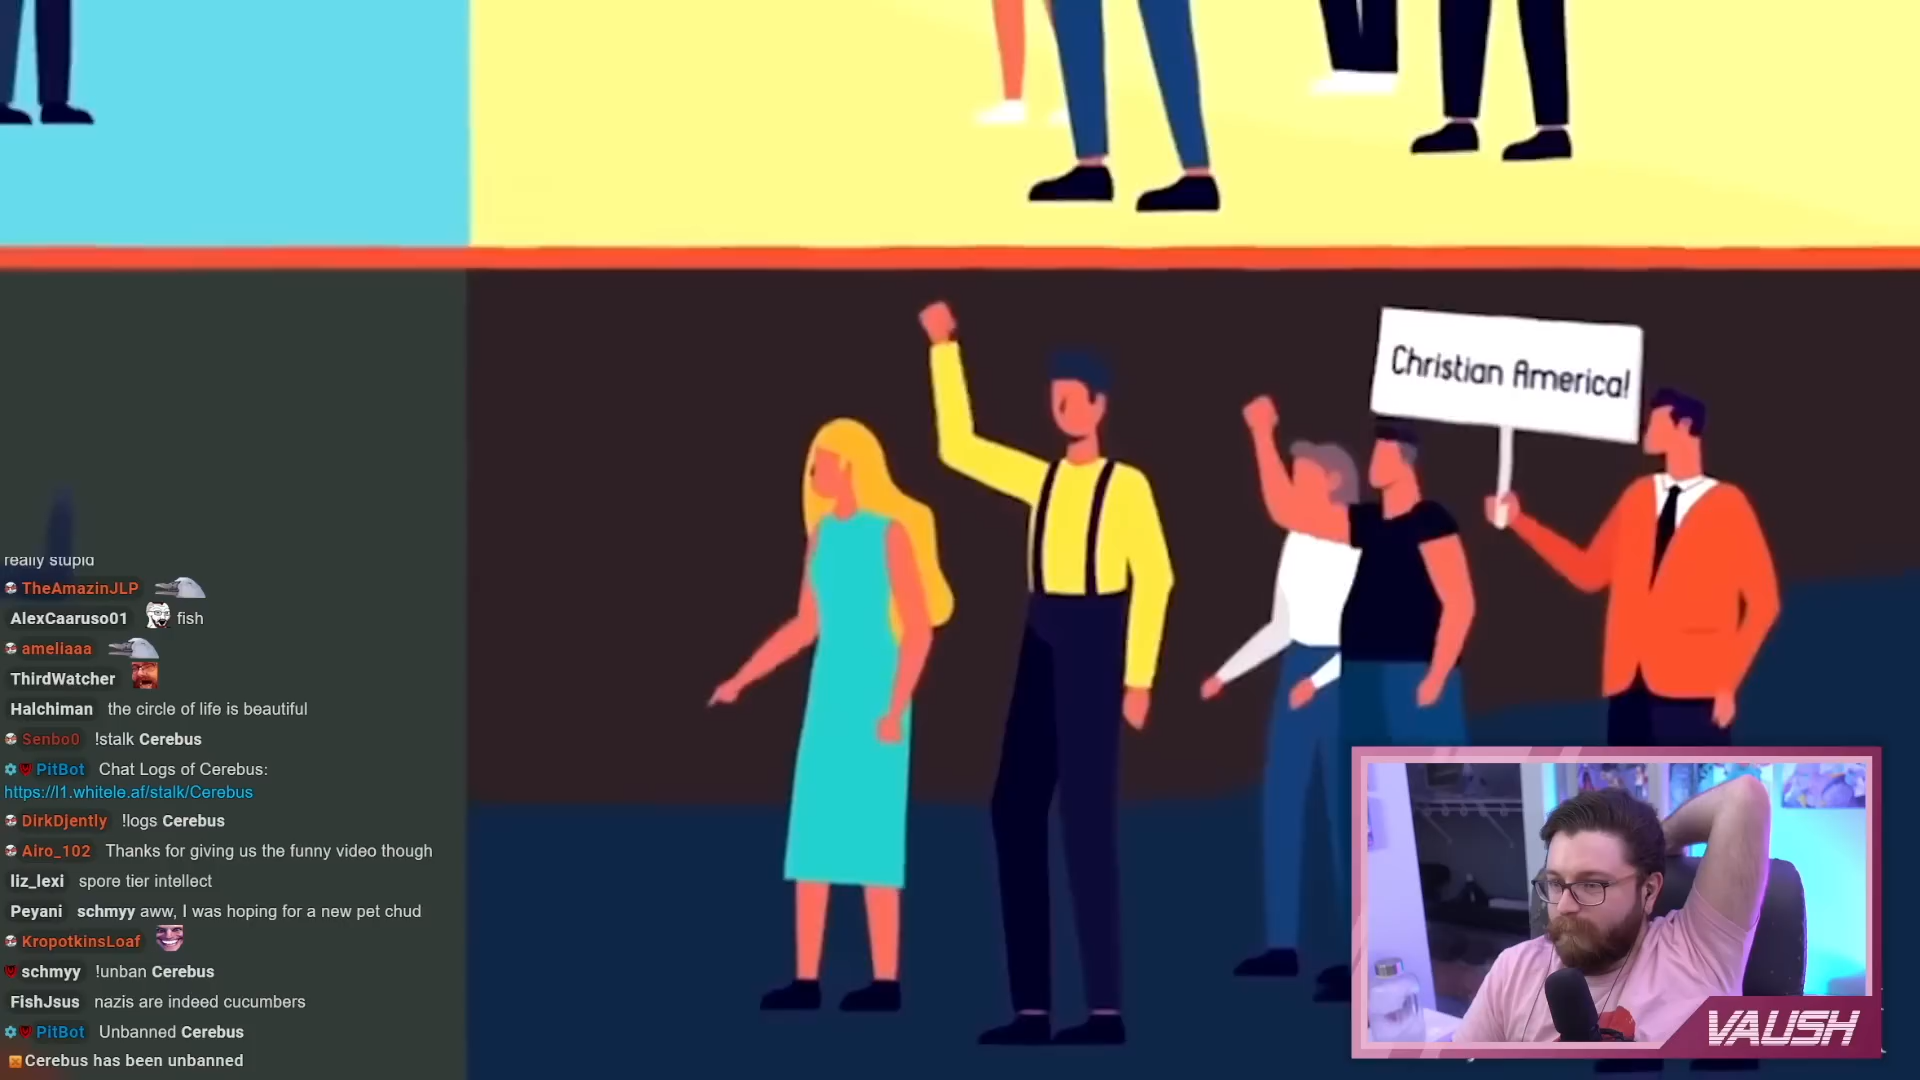 Christian America!
really stupid
TheAmazinJLP
AlexCaaruso01 fish
ameliaaa
ThirdWatcher
Halchiman the circle of life is beautiful
Senbo0 !stalk Cerebus
PitBot Chat Logs of Cerebus:
https://l1.whitele.af/stalk/Cerebus
DirkDjently !logs Cerebus
Airo_102 Thanks for giving us the funny video though
liz_lexi spore tier intellect
Peyani schmyy aww, I was hoping for a new pet chud
KropotkinsLoaf
schmyy !unban Cerebus
FishJsus nazis are indeed cucumbers
PitBot Unbanned Cerebus
Cerebus has been unbanned
VAUSH